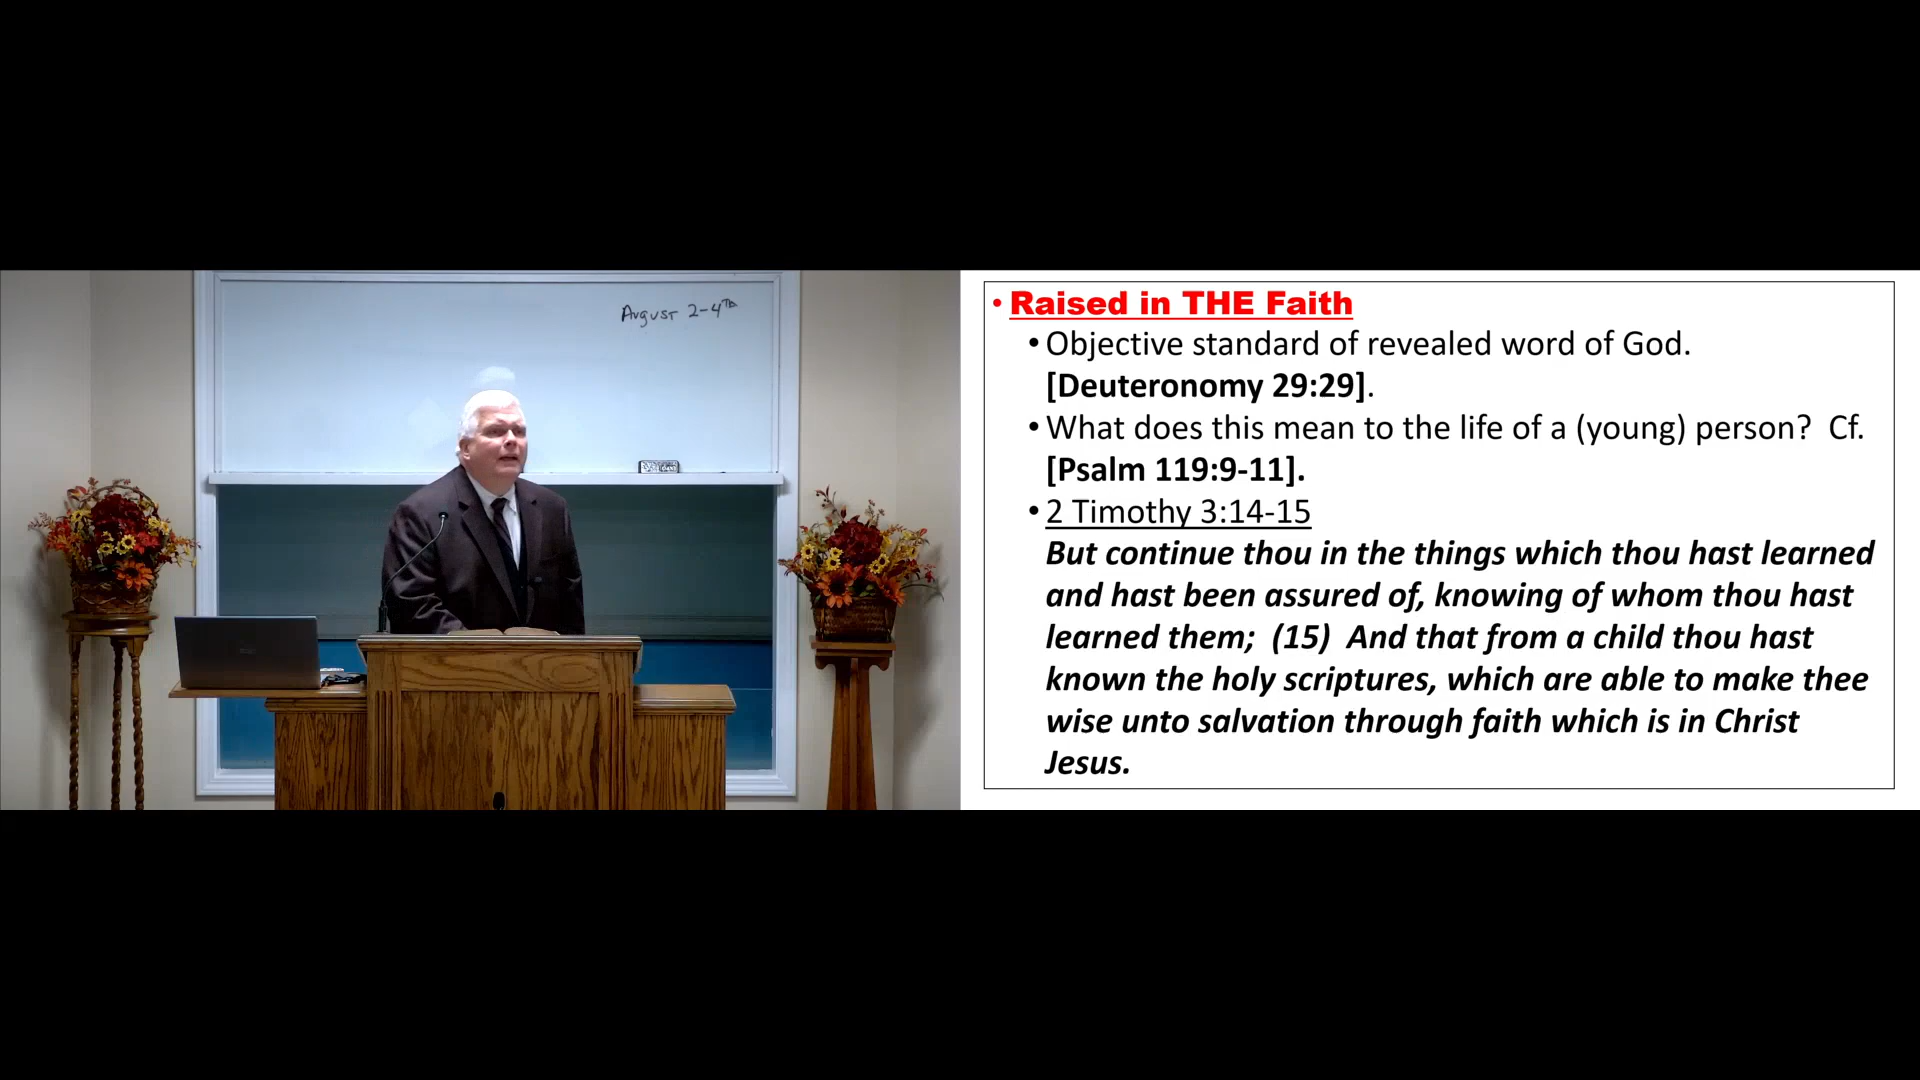 August 2-4th
• Raised in THE Faith
• Objective standard of revealed word of God.
[Deuteronomy 29:29].
• What does this mean to the life of a (young) person?  Cf.
[Psalm 119:9-11].
• 2 Timothy 3:14-15
But continue thou in the things which thou hast learned
and hast been assured of, knowing of whom thou hast
learned them;  (15)  And that from a child thou hast
known the holy scriptures, which are able to make thee
wise unto salvation through faith which is in Christ
Jesus.